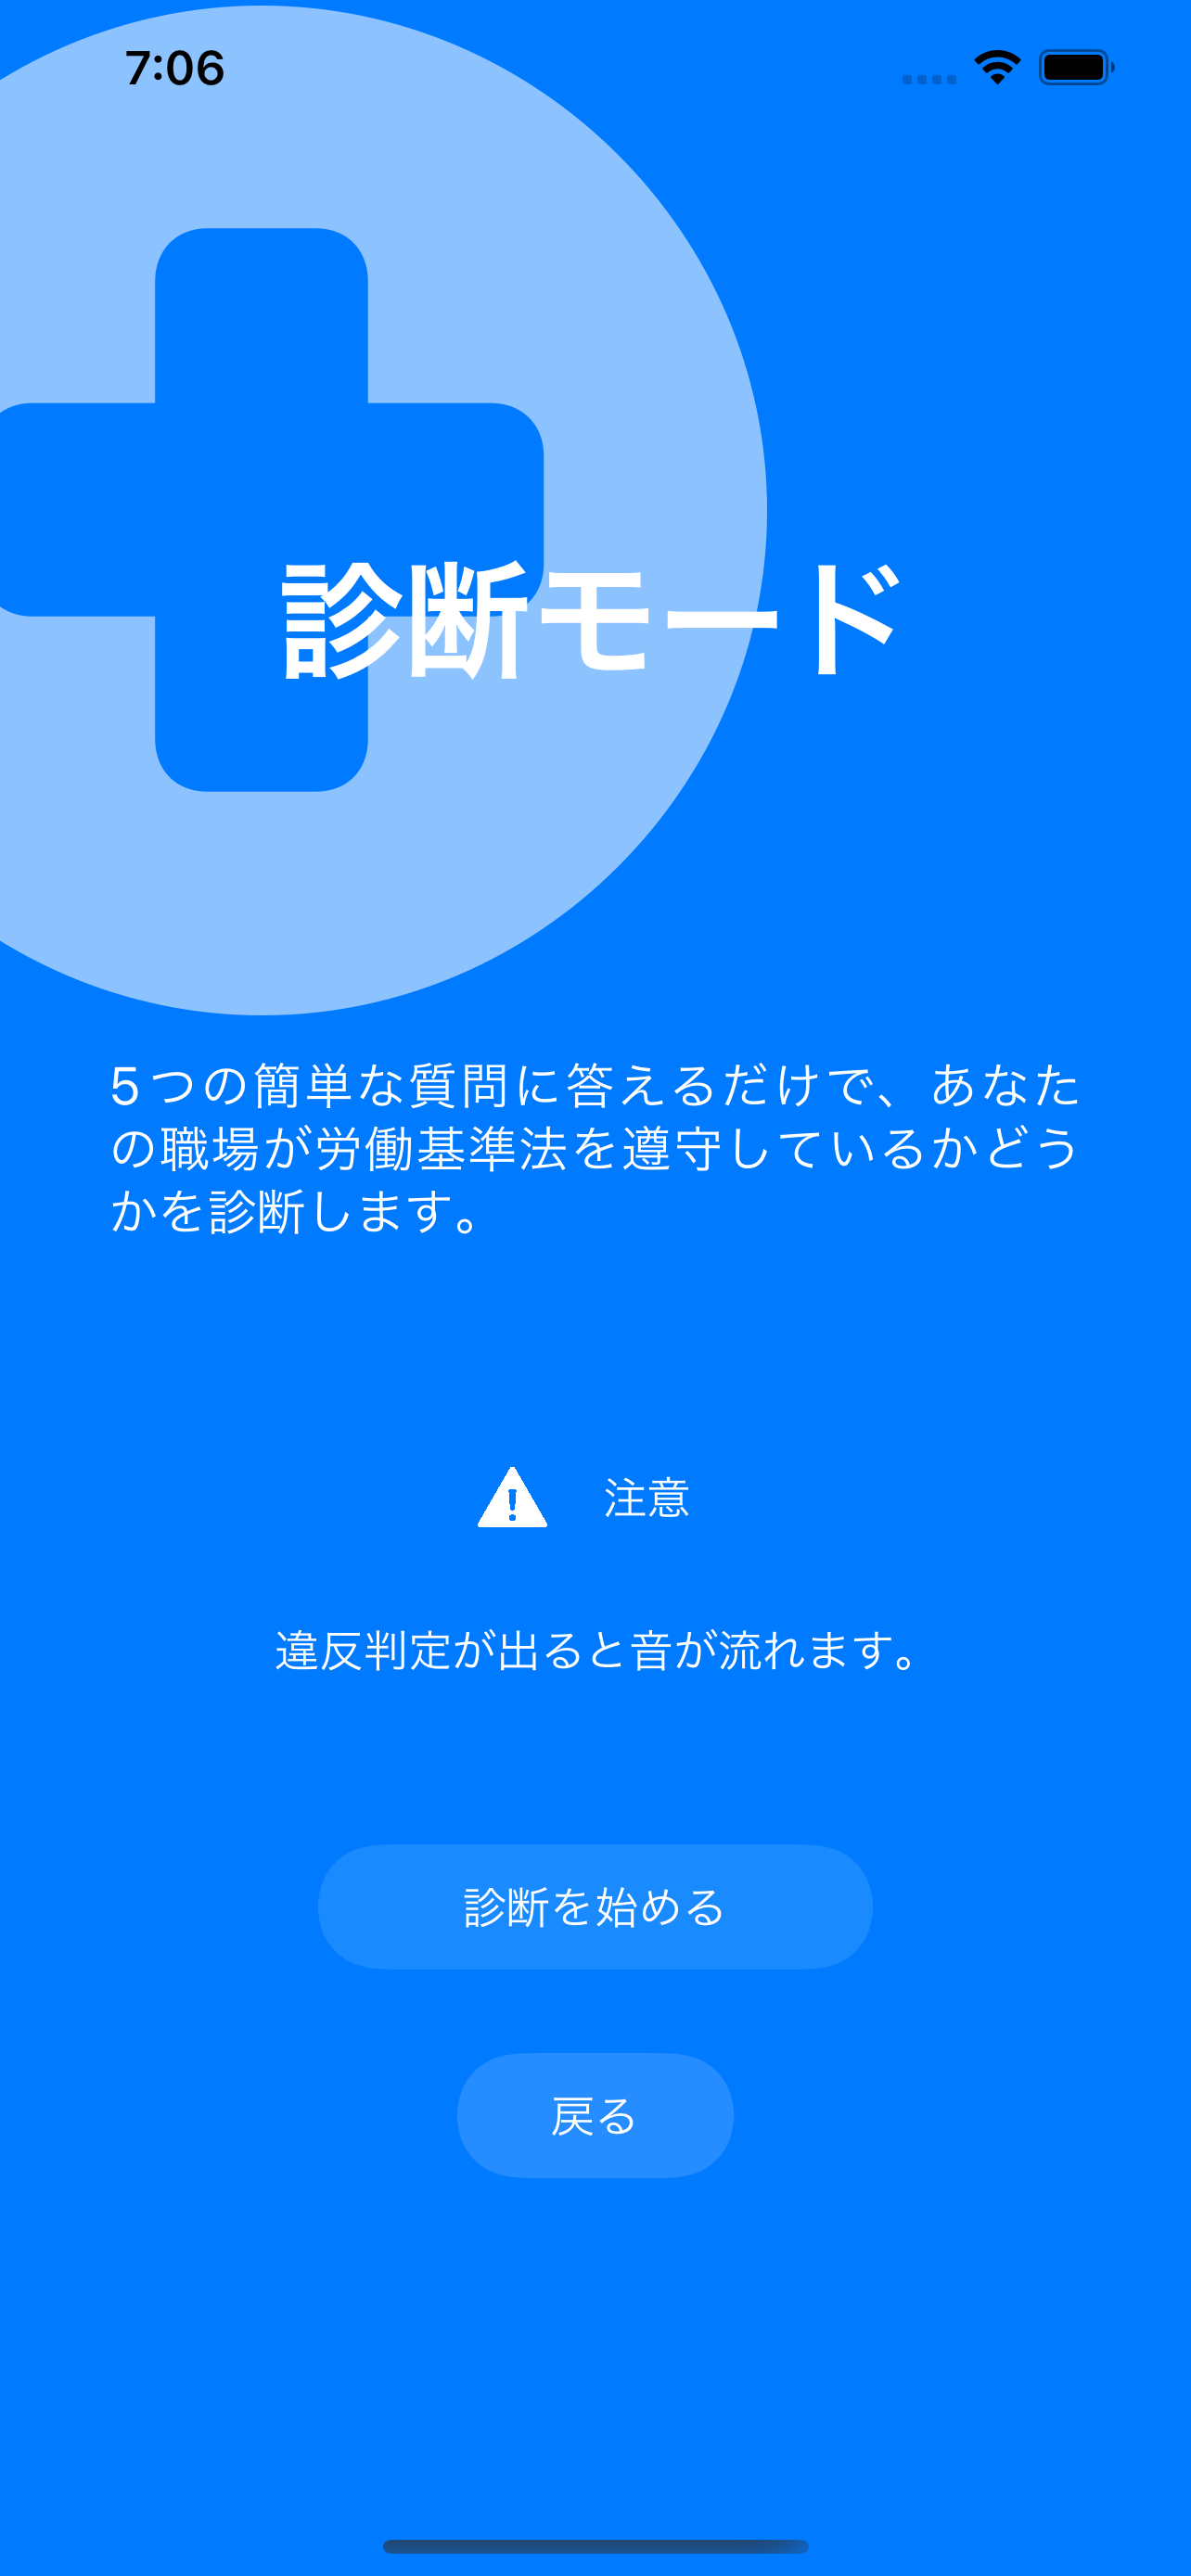 7:06
診断モード
5つの簡単な質問に答えるだけで、あなた
の職場が労働基準法を遵守しているかどう
かを診断します。
注意
違反判定が出ると音が流れます。
診断を始める
戻る